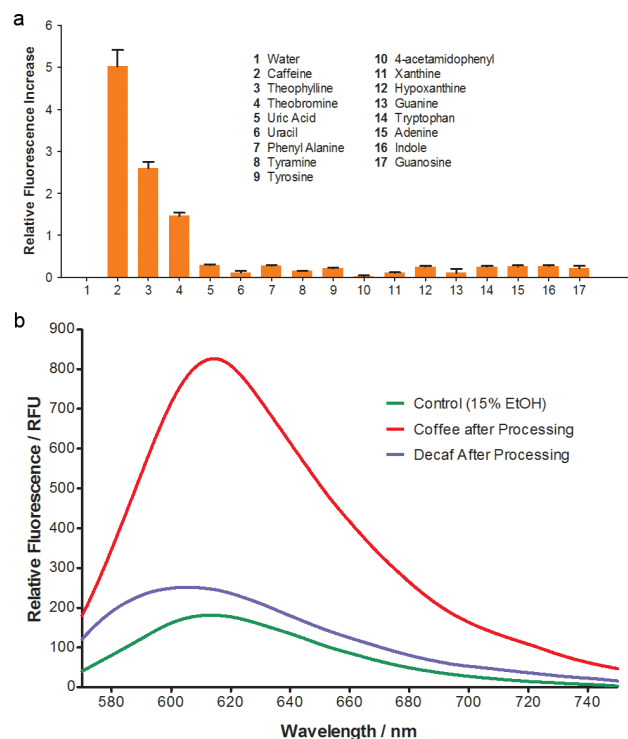 a
Relative Fluorescence Increase
6
5
4
3
2
1
0
1 Water
2 Caffeine
3 Theophylline
4 Theobromine
5 Uric Acid
6 Uracil
7 Phenyl Alanine
8 Tyramine
9 Tyrosine
10 4-acetamidophenyl
11 Xanthine
12 Hypoxanthine
13 Guanine
14 Tryptophan
15 Adenine
16 Indole
17 Guanosine
1 2 3 4 5 6 7 8 9 10 11 12 13 14 15 16 17
b
Relative Fluorescence / RFU
900
800
700
600
500
400
300
200
100
0
Control (15% EtOH)
Coffee after Processing
Decaf After Processing
580 600 620 640 660 680 700 720 740
Wavelength / nm